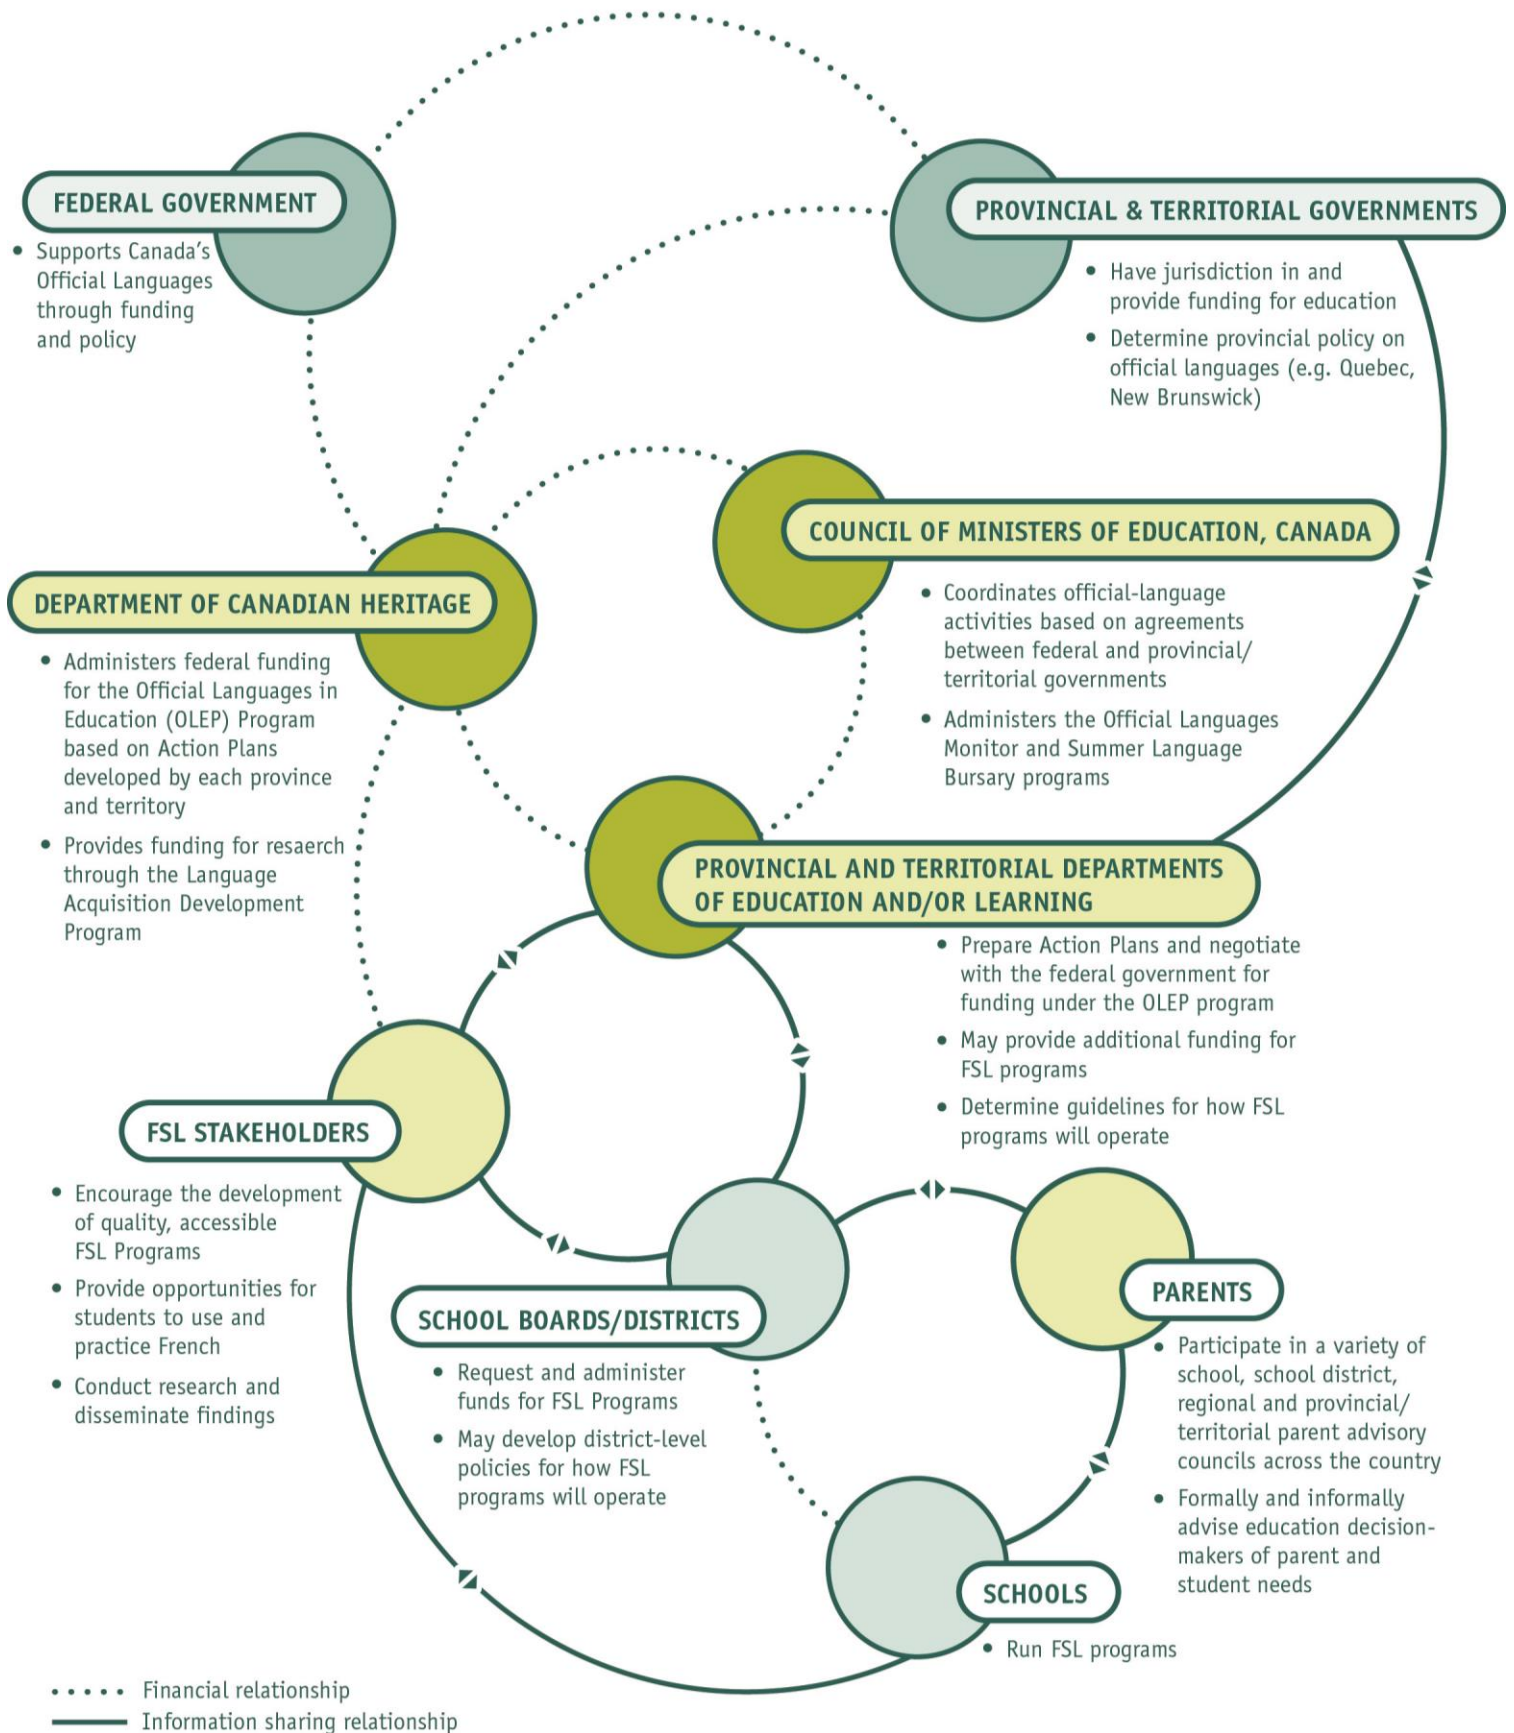 FEDERAL GOVERNMENT
• Supports Canada's
Official Languages
through funding
and policy
PROVINCIAL & TERRITORIAL GOVERNMENTS
• Have jurisdiction in and
provide funding for education
• Determine provincial policy on
official languages (e.g. Quebec,
New Brunswick)
COUNCIL OF MINISTERS OF EDUCATION, CANADA
• Coordinates official-language
activities based on agreements
between federal and provincial/
territorial governments
• Administers the Official Languages
Monitor and Summer Language
Bursary programs
DEPARTMENT OF CANADIAN HERITAGE
• Administers federal funding
for the Official Languages in
Education (OLEP) Program
based on Action Plans
developed by each province
and territory
• Provides funding for resaerch
through the Language
Acquisition Development
Program
PROVINCIAL AND TERRITORIAL DEPARTMENTS
OF EDUCATION AND/OR LEARNING
• Prepare Action Plans and negotiate
with the federal government for
funding under the OLEP program
• May provide additional funding for
FSL programs
• Determine guidelines for how FSL
programs will operate
FSL STAKEHOLDERS
• Encourage the development
of quality, accessible
FSL Programs
• Provide opportunities for
students to use and
practice French
• Conduct research and
disseminate findings
SCHOOL BOARDS/DISTRICTS
• Request and administer
funds for FSL Programs
• May develop district-level
policies for how FSL
programs will operate
PARENTS
• Participate in a variety of
school, school district,
regional and provincial/
territorial parent advisory
councils across the country
• Formally and informally
advise education decision-
makers of parent and
student needs
SCHOOLS
• Run FSL programs
Financial relationship
Information sharing relationship